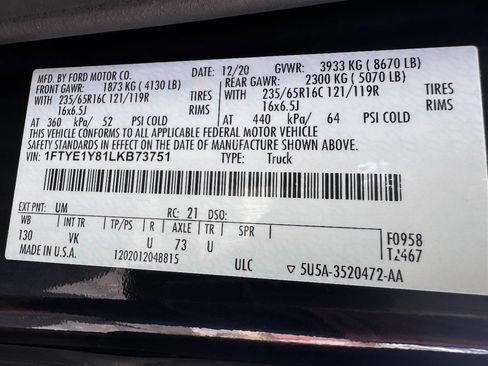 MFD. BY FORD MOTOR CO. DATE: 12/20 GVWR: 3933 KG ( 8670 LB)
FRONT GAWR: 1873 KG ( 4130 LB) REAR GAWR: 2300 KG ( 5070 LB)
WITH 235/65R16C 121/119R TIRES WITH 235/65R16C 121/119R TIRES
16x6.5J RIMS 16x6.5J RIMS
AT 360 kPa/ 52 PSI COLD AT 440 kPa/ 64 PSI COLD
THIS VEHICLE CONFORMS TO ALL APPLICABLE FEDERAL MOTOR VEHICLE
SAFETY STANDARDS IN EFFECT ON THE DATE OF MANUFACTURE SHOWN ABOVE.
VIN: 1FTYE1Y81LKB73751 TYPE: Truck
EXT PNT: UM RC: 21 DSO:
WB INT TR TP/PS R AXLE TR SPR F0958
130 VK U 73 U T2467
MADE IN U.S.A. 1202012048815 ULC ▽ 5U5A-3520472-AA